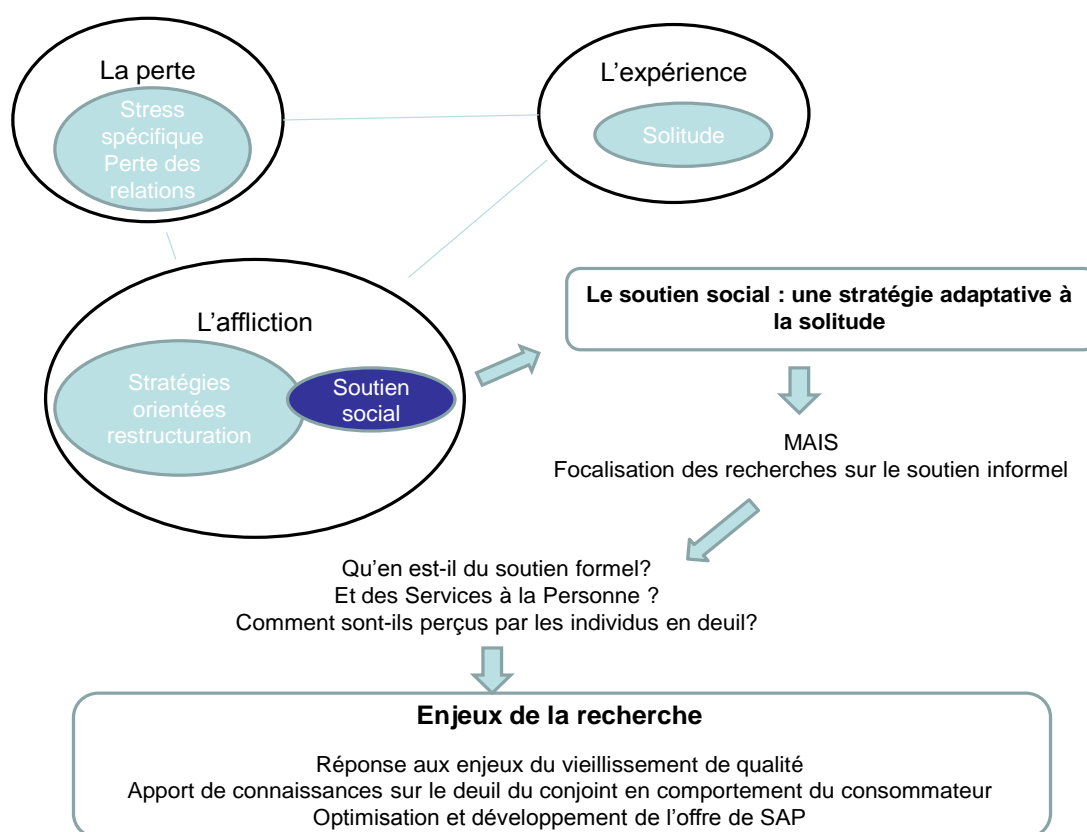 La perte
Stress
spécifique
Perte des
relations
L'expérience
Solitude
L'affliction
Stratégies
orientées
restructuration
Soutien
social
Le soutien social : une stratégie adaptative à
la solitude
MAIS
Focalisation des recherches sur le soutien informel
Qu'en est-il du soutien formel?
Et des Services à la Personne ?
Comment sont-ils perçus par les individus en deuil?
Enjeux de la recherche
Réponse aux enjeux du vieillissement de qualité
Apport de connaissances sur le deuil du conjoint en comportement du consommateur
Optimisation et développement de l'offre de SAP